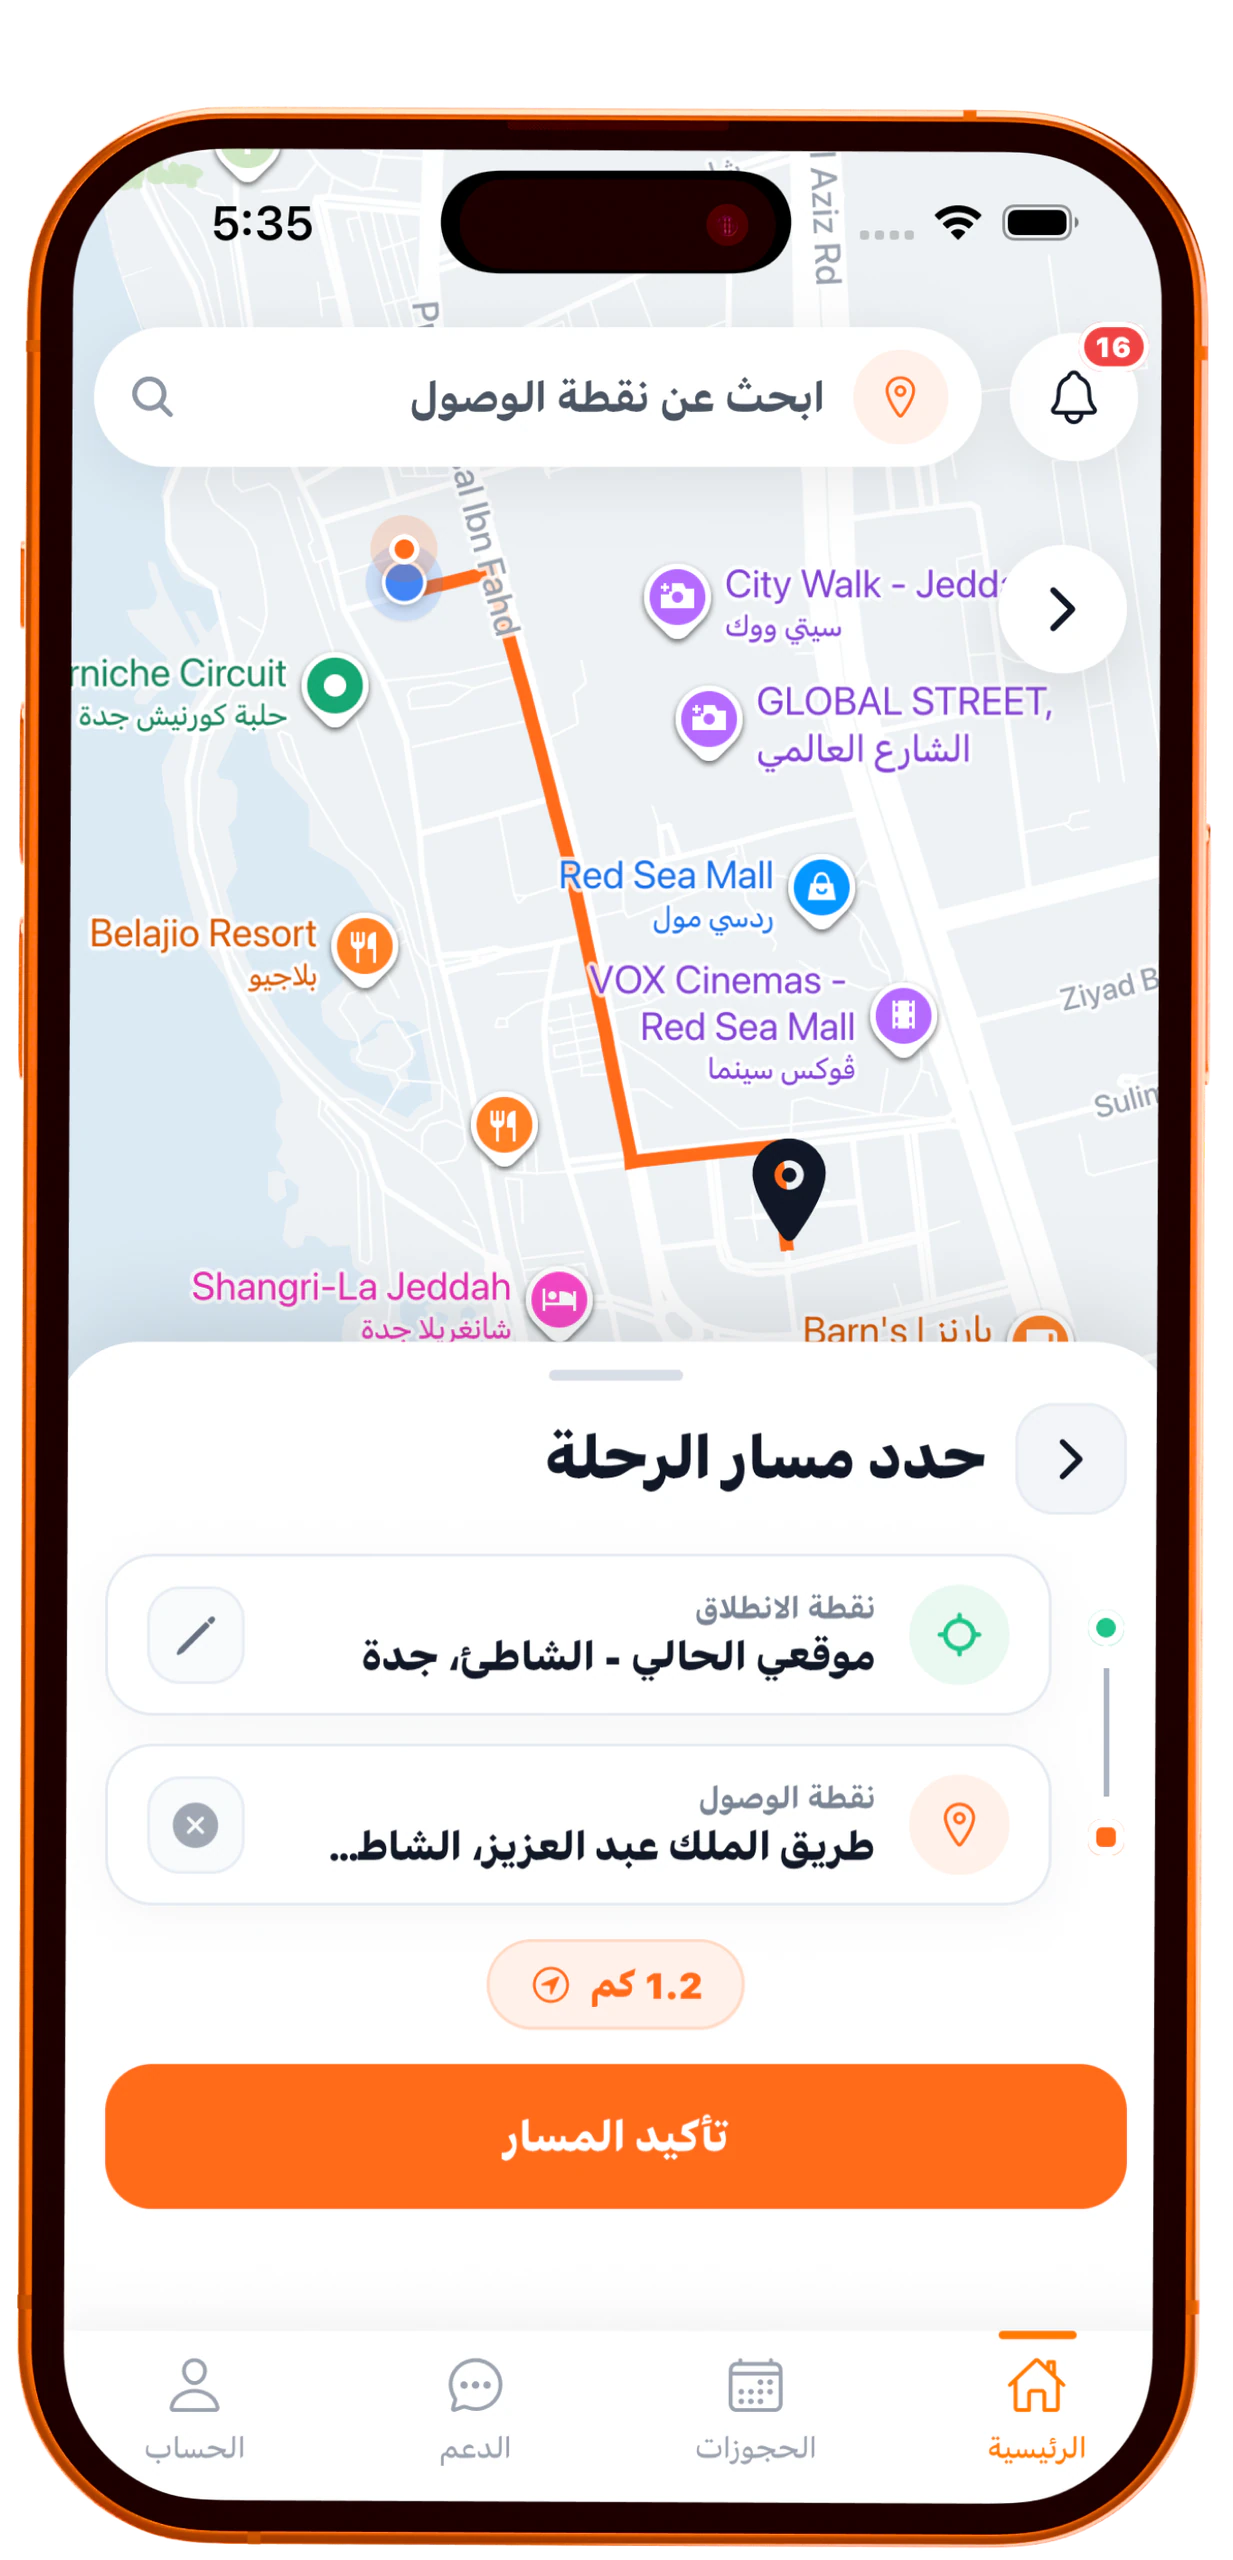 5:35
l Aziz Rd
16
ابحث عن نقطة الوصول
al Ibn Fahd
City Walk - Jedda
سيتي ووك
rniche Circuit
حلبة كورنيش جدة
GLOBAL STREET,
الشارع العالمي
Red Sea Mall
ردسي مول
Belajio Resort
بلاجيو
VOX Cinemas -
Red Sea Mall
ڤوكس سينما
Ziyad B
Sulim
Shangri-La Jeddah
شانغريلا جدة
Barn's | بارنز
حدد مسار الرحلة
نقطة الانطلاق
موقعي الحالي - الشاطئ، جدة
نقطة الوصول
طريق الملك عبد العزيز، الشاط...
1.2 كم
تأكيد المسار
الرئيسية
الحجوزات
الدعم
الحساب